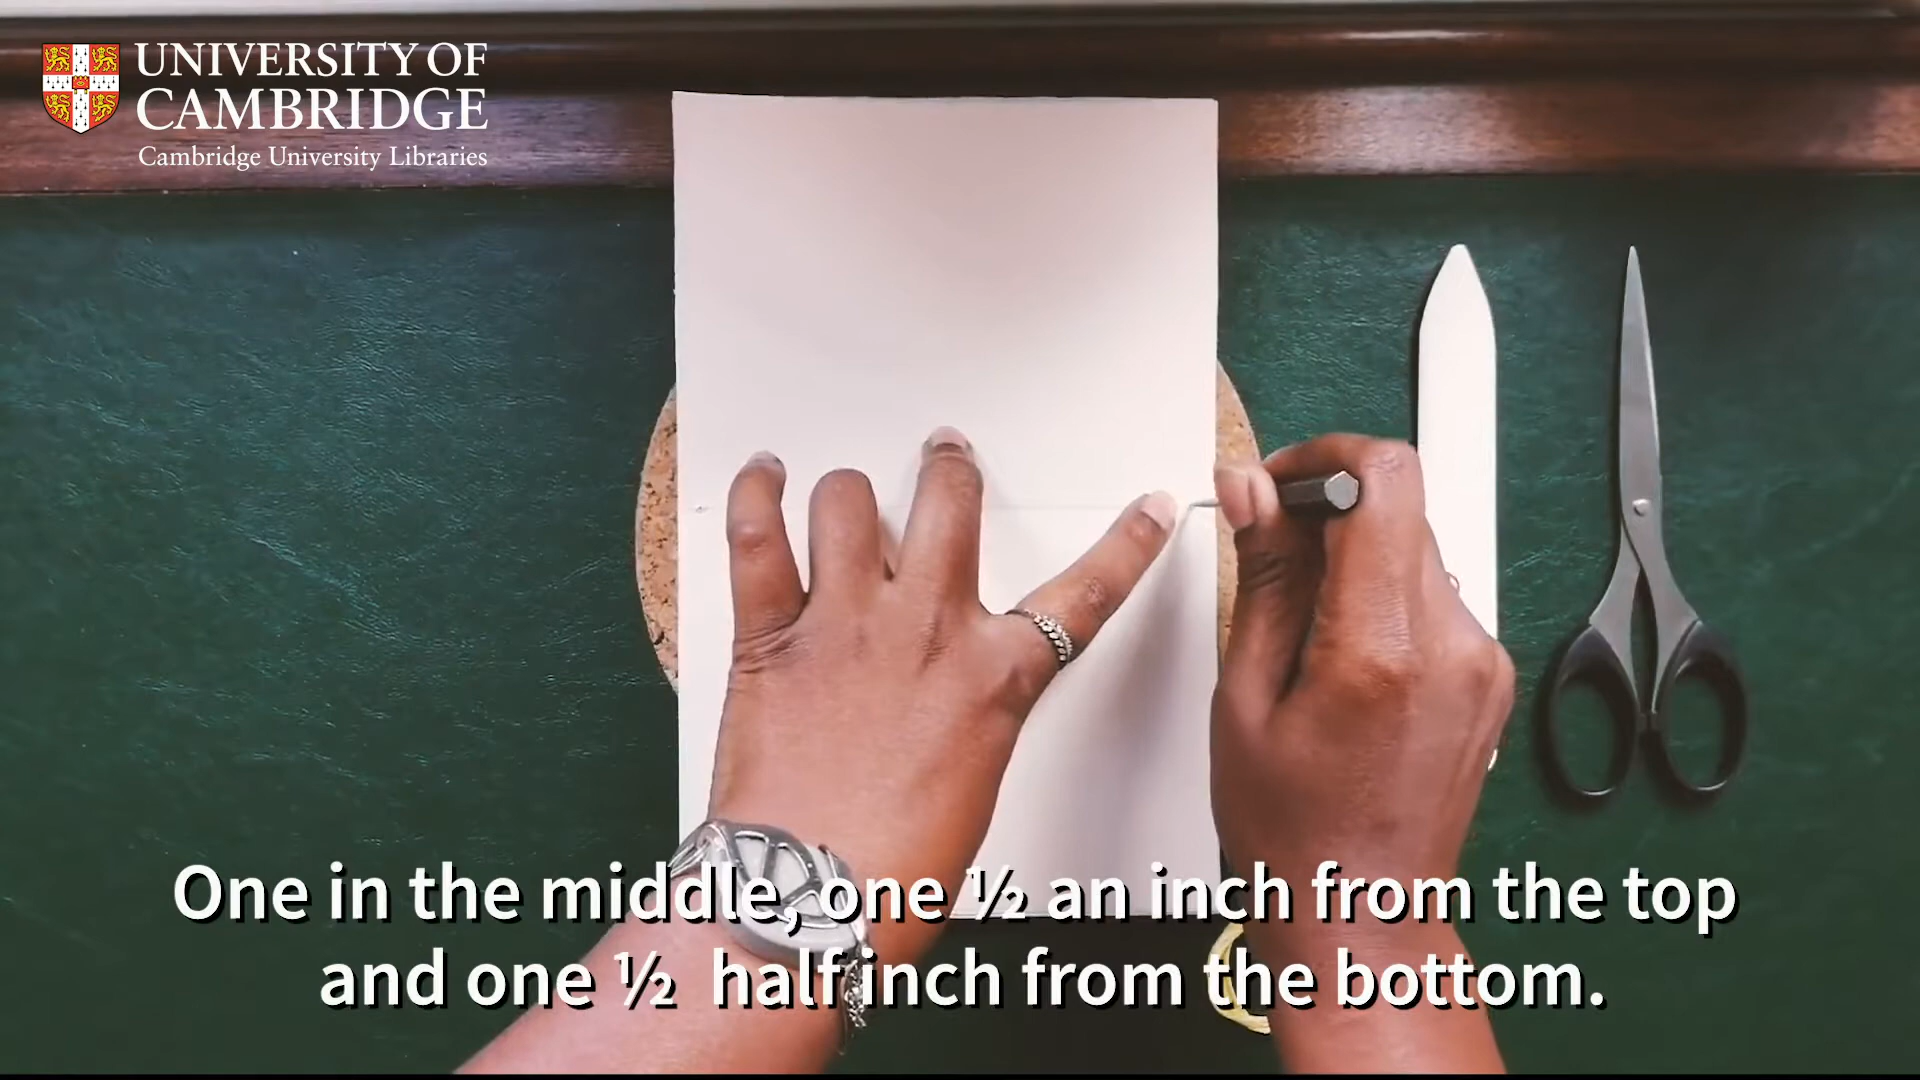 UNIVERSITY OF
CAMBRIDGE
Cambridge University Libraries
One in the middle, one ½ an inch from the top
and one ½  half inch from the bottom.